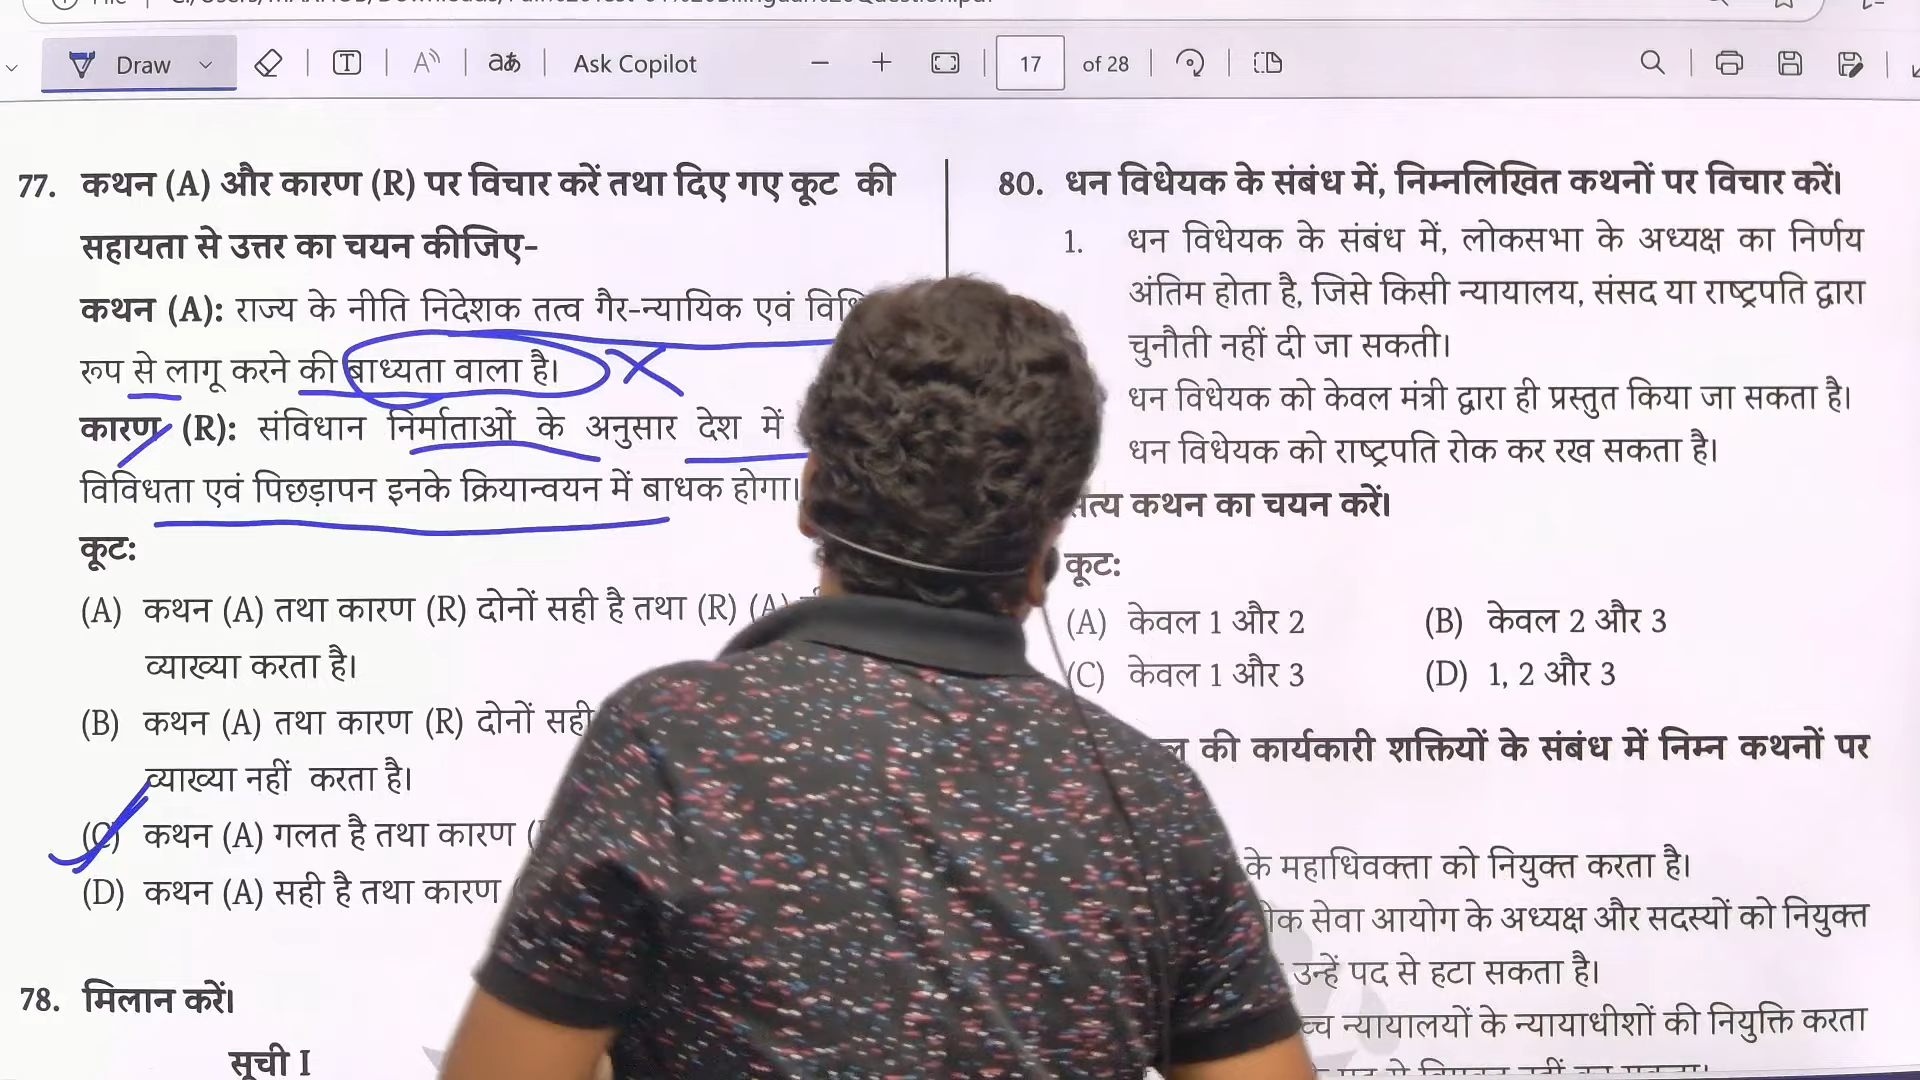 Draw
Ask Copilot
17 of 28
77. कथन (A) और कारण (R) पर विचार करें तथा दिए गए कूट की
सहायता से उत्तर का चयन कीजिए-
कथन (A): राज्य के नीति निदेशक तत्व गैर-न्यायिक एवं
रूप से लागू करने की बाध्यता वाला है।
कारण (R): संविधान निर्माताओं के अनुसार देश में
विविधता एवं पिछड़ापन इनके क्रियान्वयन में बाधक होगा।
कूट:
(A) कथन (A) तथा कारण (R) दोनों सही है तथा (R) (A)
व्याख्या करता है।
(B) कथन (A) तथा कारण (R) दोनों सही
व्याख्या नहीं करता है।
(C) कथन (A) गलत है तथा कारण
(D) कथन (A) सही है तथा कारण
78. मिलान करें।
सूची I
80. धन विधेयक के संबंध में, निम्नलिखित कथनों पर विचार करें।
1. धन विधेयक के संबंध में, लोकसभा के अध्यक्ष का निर्णय
अंतिम होता है, जिसे किसी न्यायालय, संसद या राष्ट्रपति द्वारा
चुनौती नहीं दी जा सकती।
धन विधेयक को केवल मंत्री द्वारा ही प्रस्तुत किया जा सकता है।
धन विधेयक को राष्ट्रपति रोक कर रख सकता है।
सत्य कथन का चयन करें।
कूट:
(A) केवल 1 और 2 (B) केवल 2 और 3
(C) केवल 1 और 3 (D) 1, 2 और 3
की कार्यकारी शक्तियों के संबंध में निम्न कथनों पर
के महाधिवक्ता को नियुक्त करता है।
सेवा आयोग के अध्यक्ष और सदस्यों को नियुक्त
उन्हें पद से हटा सकता है।
न्यायालयों के न्यायाधीशों की नियुक्ति करता